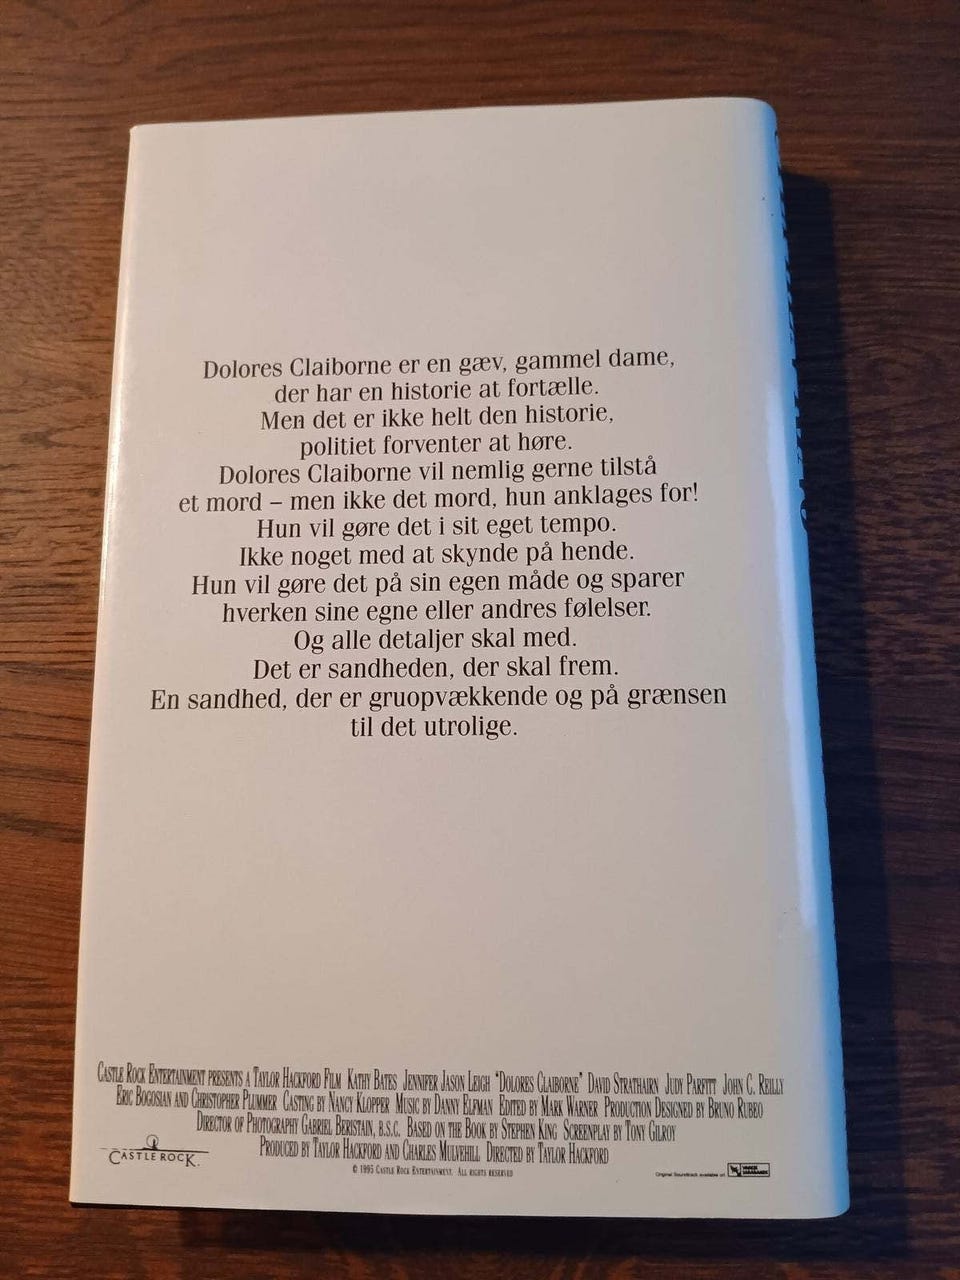 Dolores Claiborne er en gæv, gammel dame,
der har en historie at fortælle.
Men det er ikke helt den historie,
politiet forventer at høre.
Dolores Claiborne vil nemlig gerne tilstå
et mord – men ikke det mord, hun anklages for!
Hun vil gøre det i sit eget tempo.
Ikke noget med at skynde på hende.
Hun vil gøre det på sin egen måde og sparer
hverken sine egne eller andres følelser.
Og alle detaljer skal med.
Det er sandheden, der skal frem.
En sandhed, der er gruopvækkende og på grænsen
til det utrolige.
CASTLE ROCK ENTERTAINMENT PRESENTS A TAYLOR HACKFORD FILM KATHY BATES JENNIFER JASON LEIGH "DOLORES CLAIBORNE" DAVID STRATHAIRN JUDY PARFITT JOHN C. REILLY
ERIC BOGOSIAN AND CHRISTOPHER PLUMMER CASTING BY NANCY KLOPPER MUSIC BY DANNY ELFMAN EDITED BY MARK WARNER PRODUCTION DESIGNED BY BRUNO RUBEO
DIRECTOR OF PHOTOGRAPHY GABRIEL BERISTAIN, B.S.C. BASED ON THE BOOK BY STEPHEN KING SCREENPLAY BY TONY GILROY
PRODUCED BY TAYLOR HACKFORD AND CHARLES MULVEHILL DIRECTED BY TAYLOR HACKFORD
CASTLE ROCK
© 1995 CASTLE ROCK ENTERTAINMENT. ALL RIGHTS RESERVED
Original Soundtrack available on
VARESE
SARABANDE